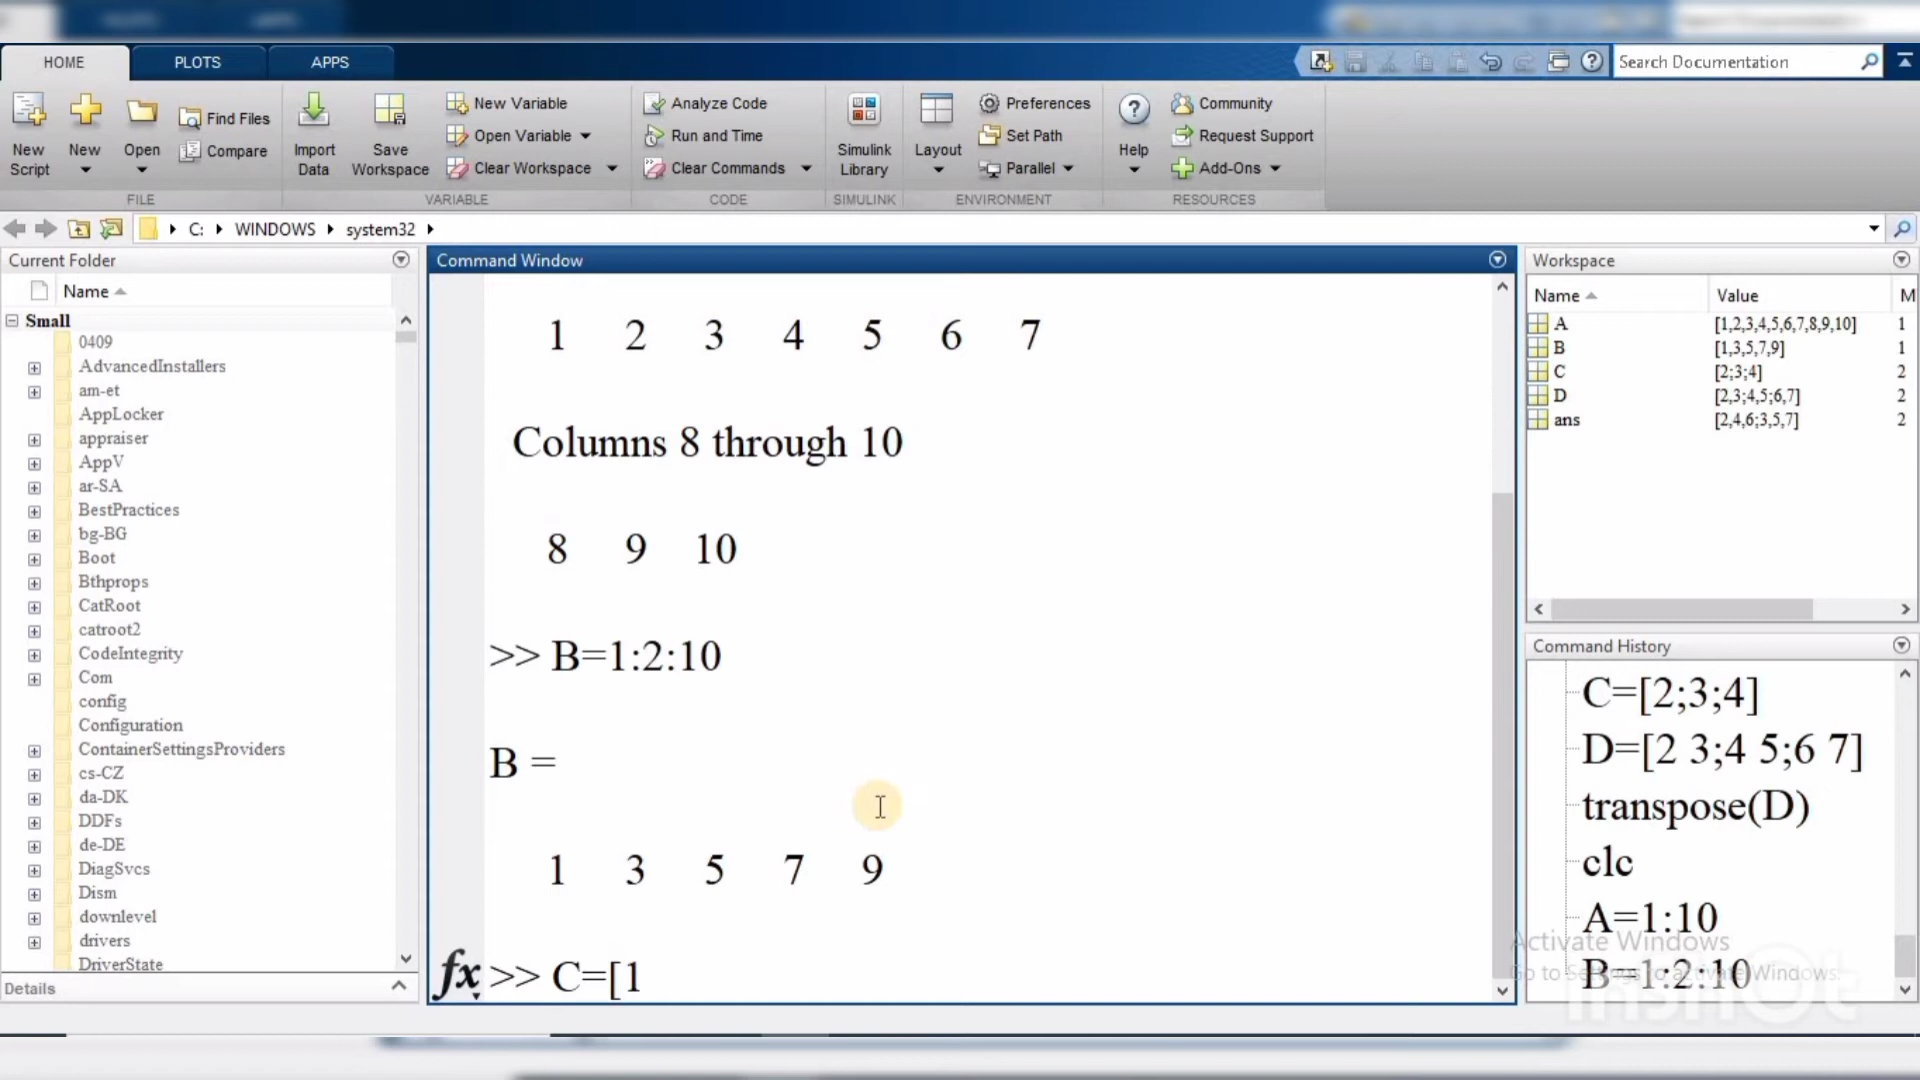 HOME PLOTS APPS
Search Documentation
New Script
New
Open
Find Files
Compare
Import Data
Save Workspace
New Variable
Open Variable
Clear Workspace
Analyze Code
Run and Time
Clear Commands
Simulink Library
Layout
Preferences
Set Path
Parallel
Help
Community
Request Support
Add-Ons
FILE VARIABLE CODE SIMULINK ENVIRONMENT RESOURCES
C: WINDOWS system32
Current Folder
Name
Small
0409
AdvancedInstallers
am-et
AppLocker
appraiser
AppV
ar-SA
BestPractices
bg-BG
Boot
Bthprops
CatRoot
catroot2
CodeIntegrity
Com
config
Configuration
ContainerSettingsProviders
cs-CZ
da-DK
DDFs
de-DE
DiagSvcs
Dism
downlevel
drivers
DriverState
Details
Command Window
1 2 3 4 5 6 7
Columns 8 through 10
8 9 10
>> B=1:2:10
B =
1 3 5 7 9
fx >> C=[1
Workspace
Name Value M
A [1,2,3,4,5,6,7,8,9,10] 1
B [1,3,5,7,9] 1
C [2;3;4] 2
D [2,3;4,5;6,7] 2
ans [2,4,6;3,5,7] 2
Command History
C=[2;3;4]
D=[2 3;4 5;6 7]
transpose(D)
clc
A=1:10
B=1:2:10
Activate Windows
Go to Settings to activate Windows.
InShOt